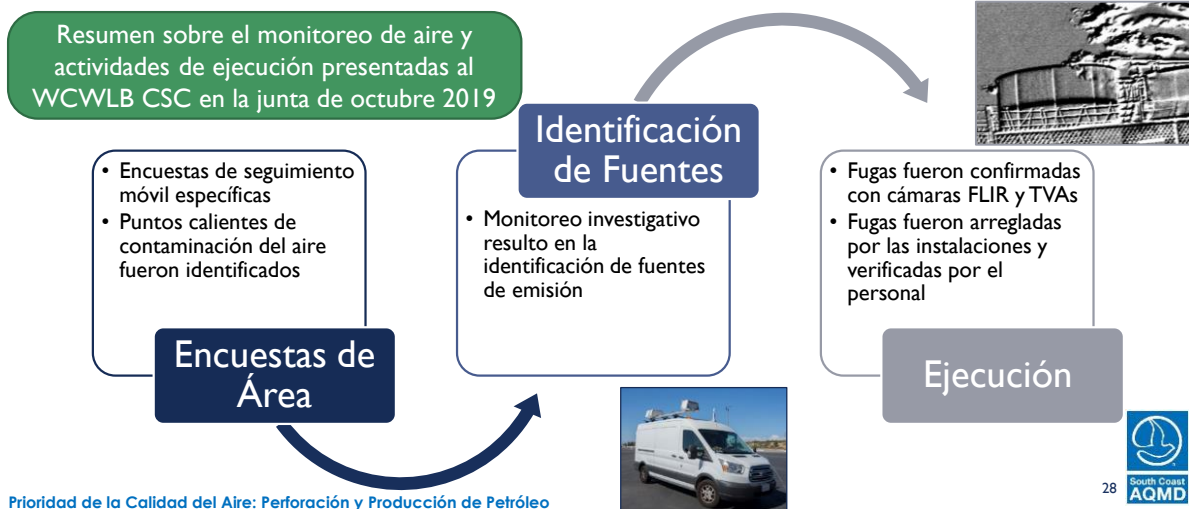 Resumen sobre el monitoreo de aire y
actividades de ejecución presentadas al
WCWLB CSC en la junta de octubre 2019
• Encuestas de seguimiento
móvil específicas
• Puntos calientes de
contaminación del aire
fueron identificados
Encuestas de
Área
Identificación
de Fuentes
• Monitoreo investigativo
resulto en la
identificación de fuentes
de emisión
• Fugas fueron confirmadas
con cámaras FLIR y TVAs
• Fugas fueron arregladas
por las instalaciones y
verificadas por el
personal
Ejecución
Prioridad de la Calidad del Aire: Perforación y Producción de Petróleo
28
South Coast
AQMD